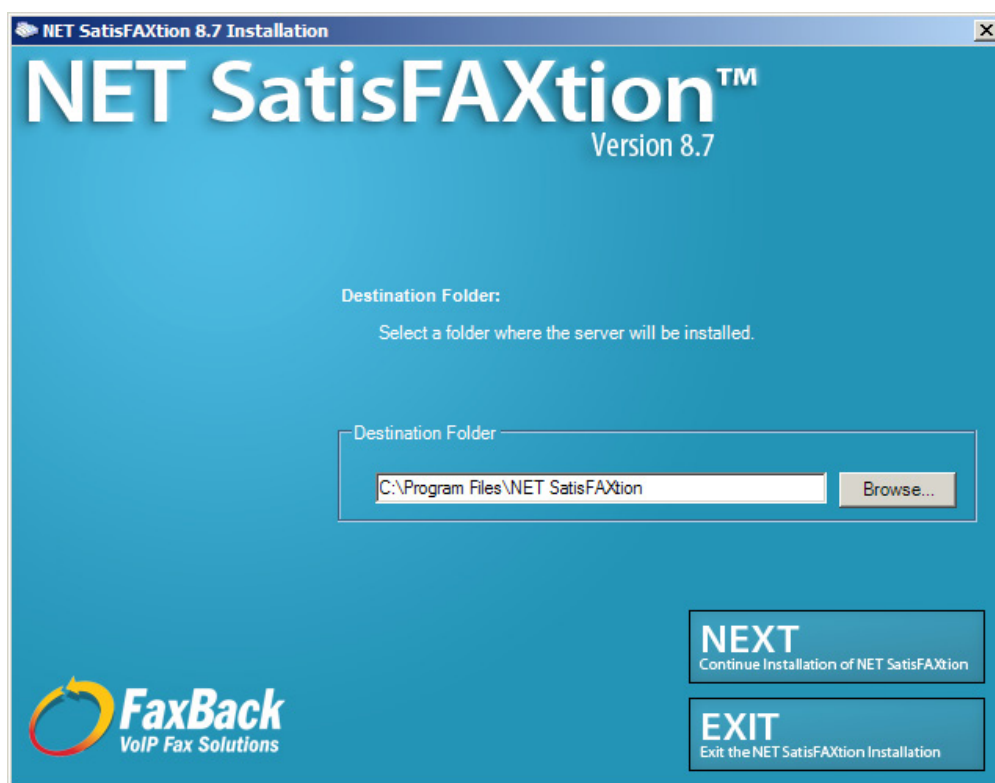 NET SatisFAXtion 8.7 Installation
NET SatisFAXtion™
Version 8.7
Destination Folder:
Select a folder where the server will be installed.
Destination Folder
C:\Program Files\NET SatisFAXtion
Browse...
NEXT
Continue Installation of NET SatisFAXtion
FaxBack
VoIP Fax Solutions
EXIT
Exit the NET SatisFAXtion Installation